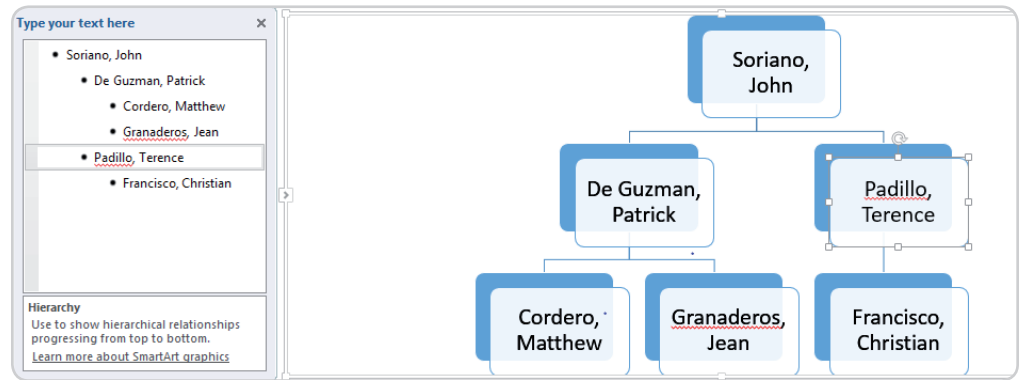 Type your text here
Soriano, John
De Guzman, Patrick
Cordero, Matthew
Granaderos, Jean
Padillo, Terence
Francisco, Christian
Hierarchy
Use to show hierarchical relationships
progressing from top to bottom.
Learn more about SmartArt graphics
Soriano,
John
De Guzman,
Patrick
Padillo,
Terence
Cordero,
Matthew
Granaderos,
Jean
Francisco,
Christian